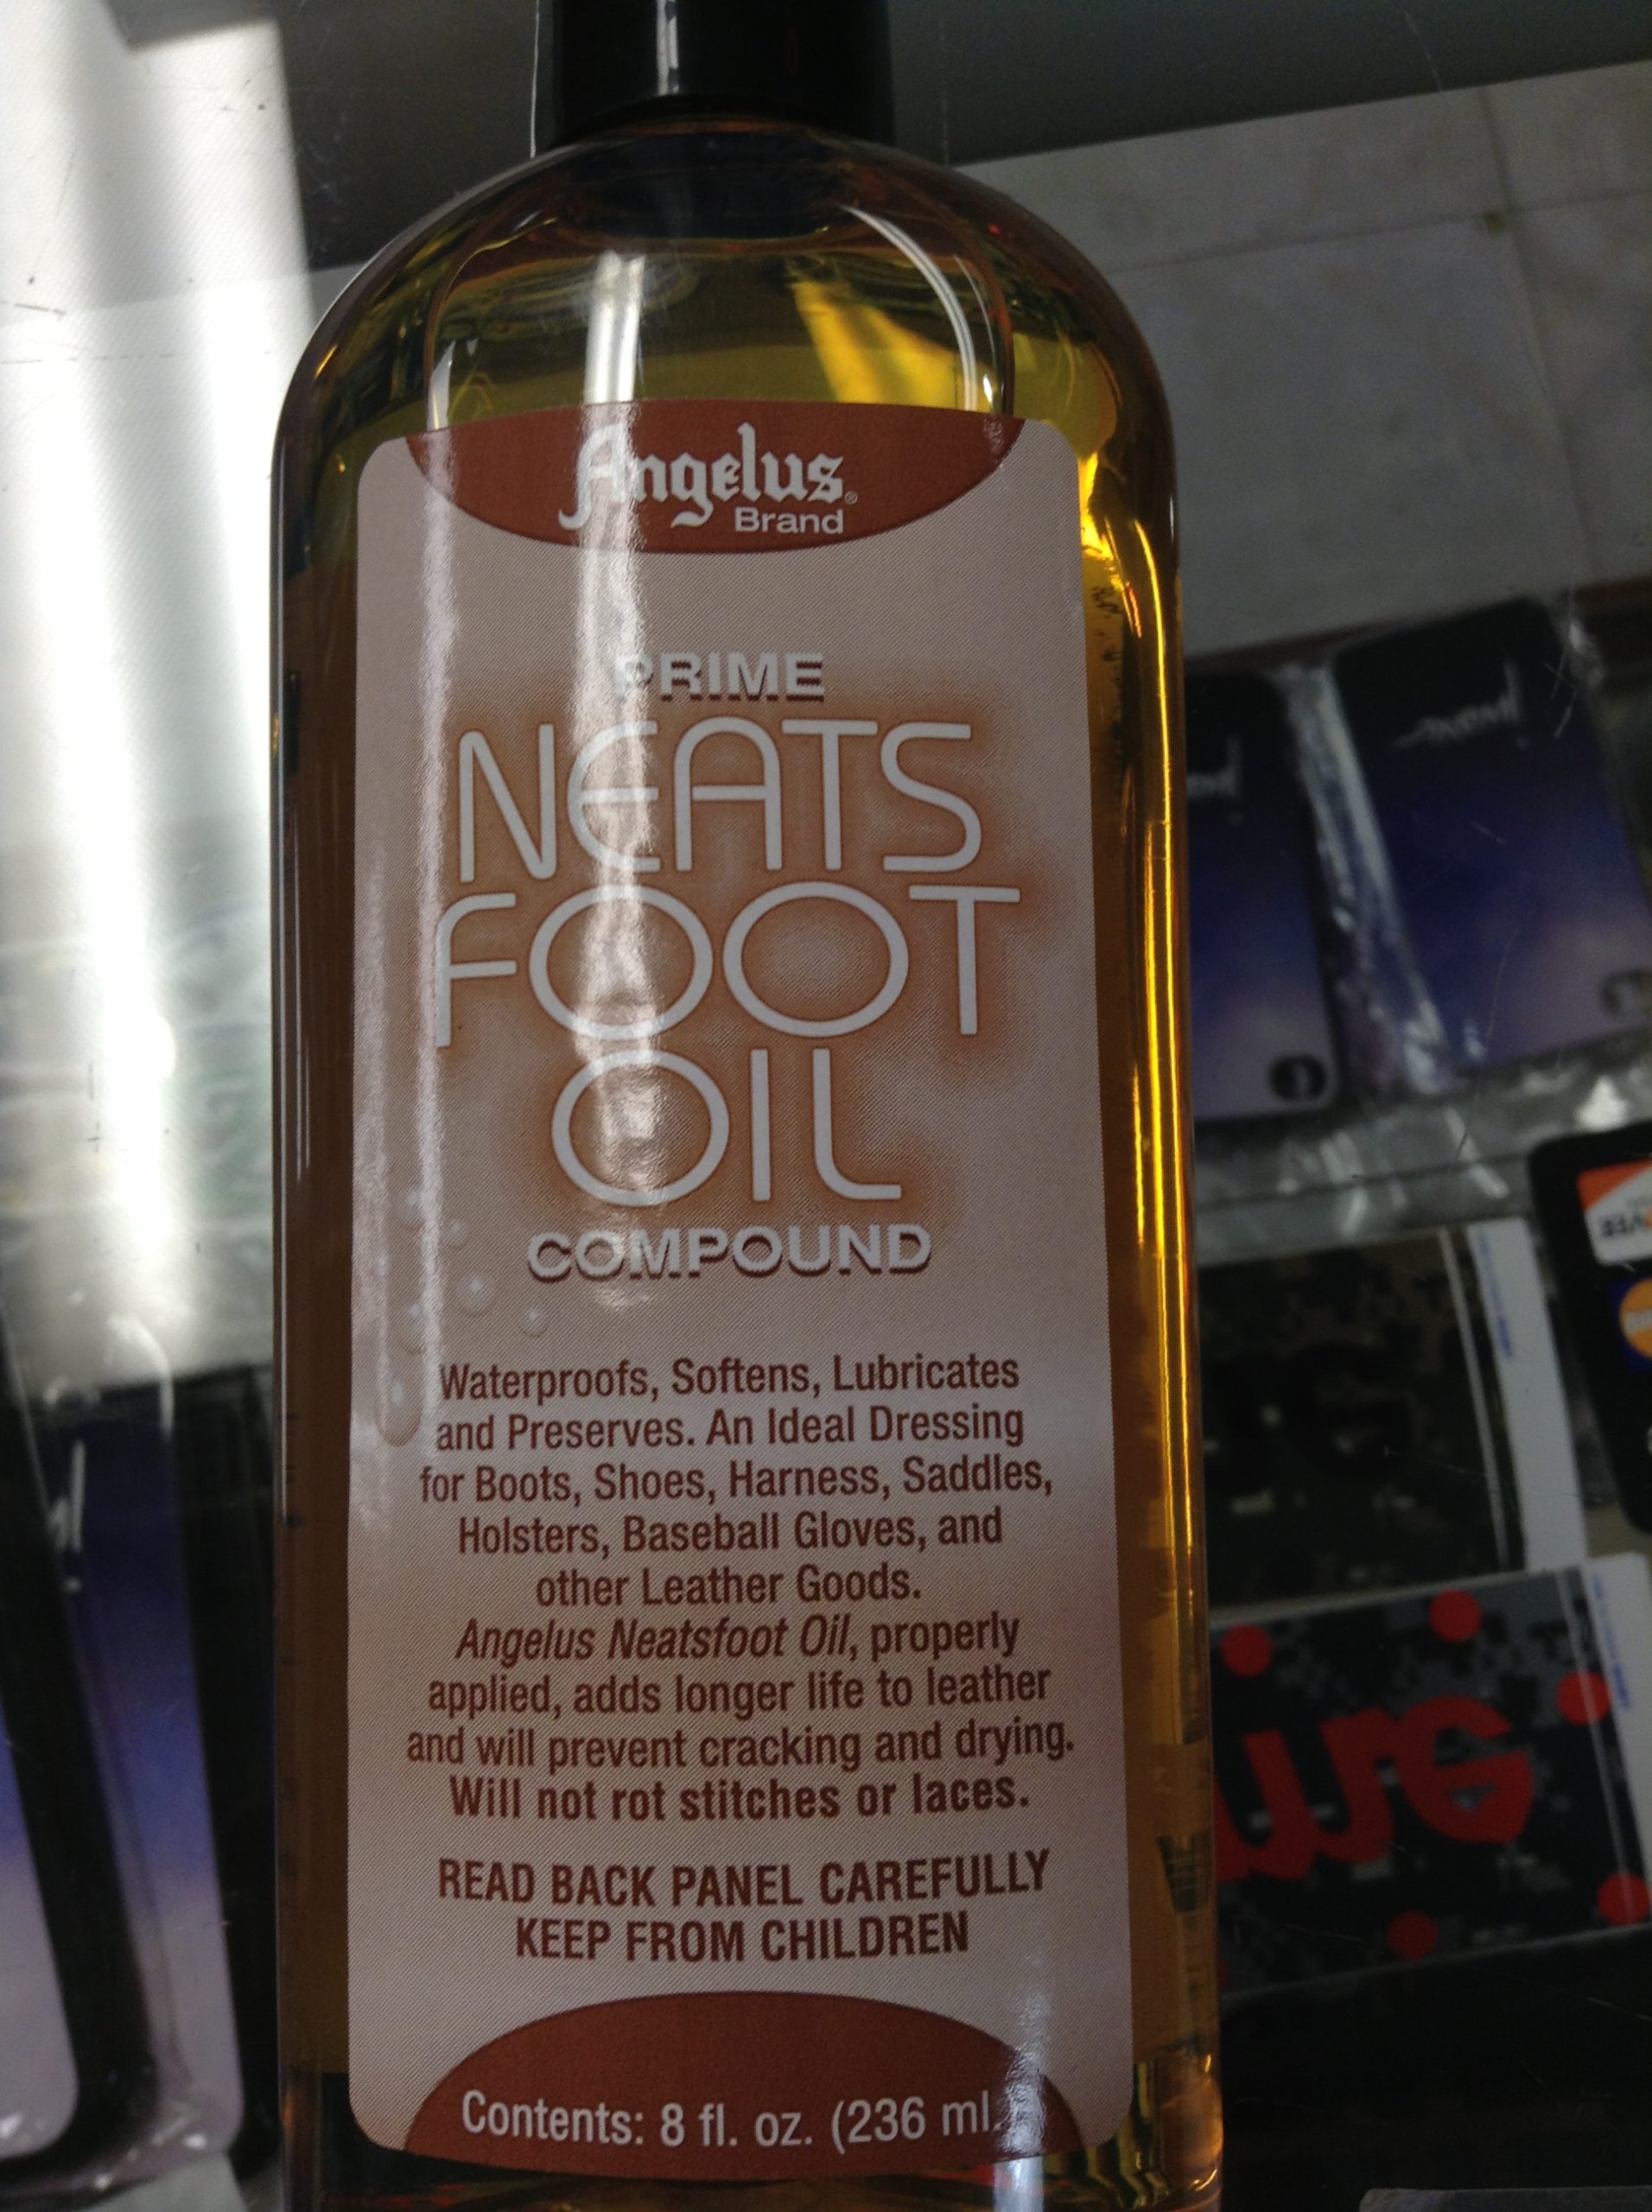 Angelus®
Brand
PRIME
NEATS
FOOT
OIL
COMPOUND
Waterproofs, Softens, Lubricates
and Preserves. An Ideal Dressing
for Boots, Shoes, Harness, Saddles,
Holsters, Baseball Gloves, and
other Leather Goods.
Angelus Neatsfoot Oil, properly
applied, adds longer life to leather
and will prevent cracking and drying.
Will not rot stitches or laces.
READ BACK PANEL CAREFULLY
KEEP FROM CHILDREN
Contents: 8 fl. oz. (236 ml.